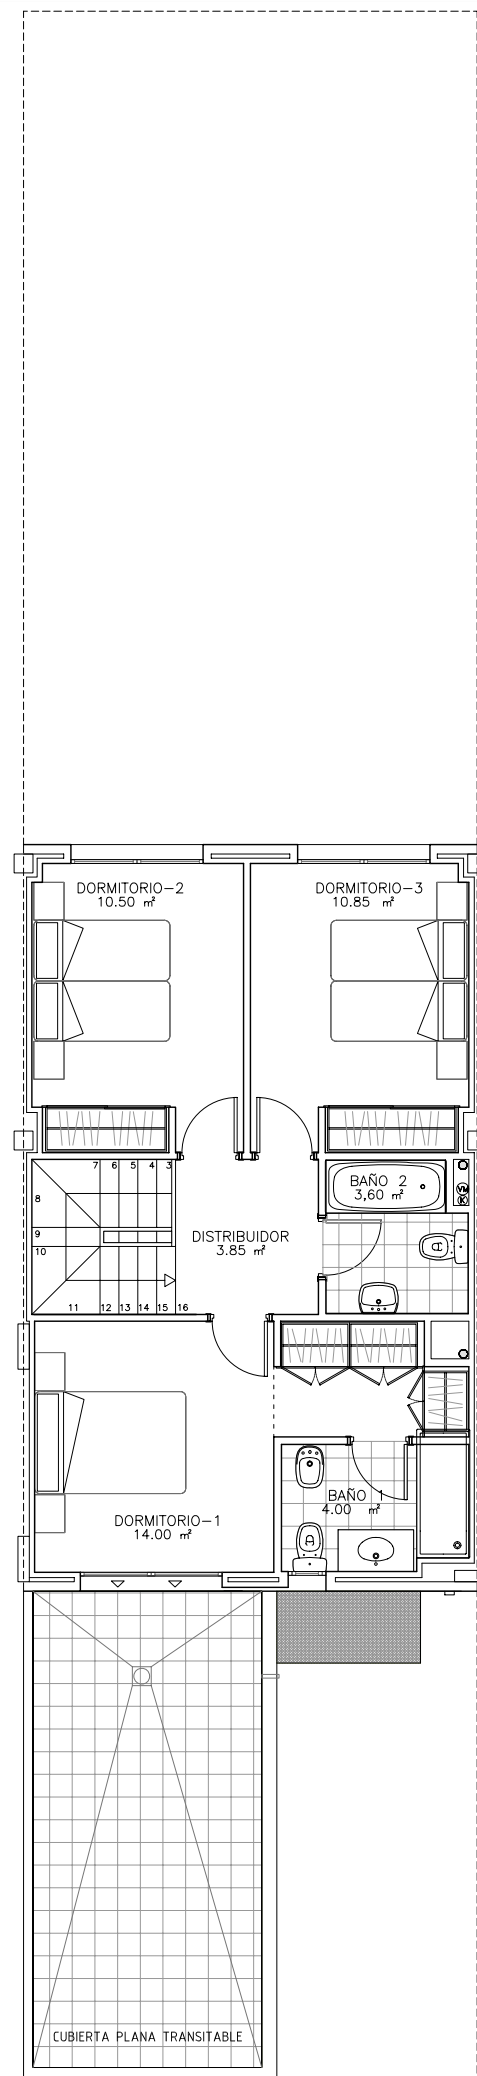 DORMITORIO-2
10.50 m²
DORMITORIO-3
10.85 m²
7 6 5 4 3
8
9
10
11 12 13 14 15 16
DISTRIBUIDOR
3.85 m²
BAÑO 2
3,60 m²
VM
K
BAÑO 1
4.00 m²
DORMITORIO-1
14.00 m²
CUBIERTA PLANA TRANSITABLE